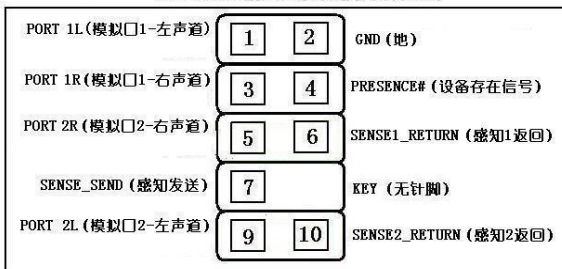 PORT 1L(模拟口1-左声道) 1 2 GND(地)
PORT 1R(模拟口1-右声道) 3 4 PRESENCE#(设备存在信号)
PORT 2R(模拟口2-右声道) 5 6 SENSE1_RETURN(感知1返回)
SENSE_SEND(感知发送) 7 KEY(无针脚)
PORT 2L(模拟口2-左声道) 9 10 SENSE2_RETURN(感知2返回)